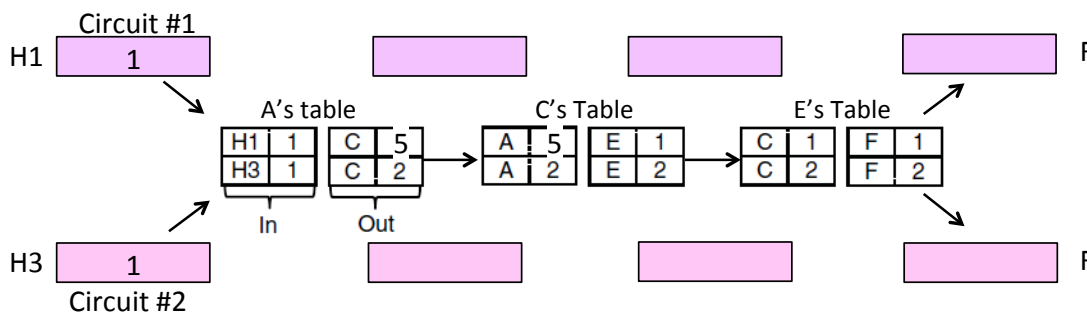 Circuit #1
H1 1 F
A's table C's Table E's Table
H1 1 C 5 A 5 E 1 C 1 F 1
H3 1 C 2 A 2 E 2 C 2 F 2
In Out
H3 1 F
Circuit #2